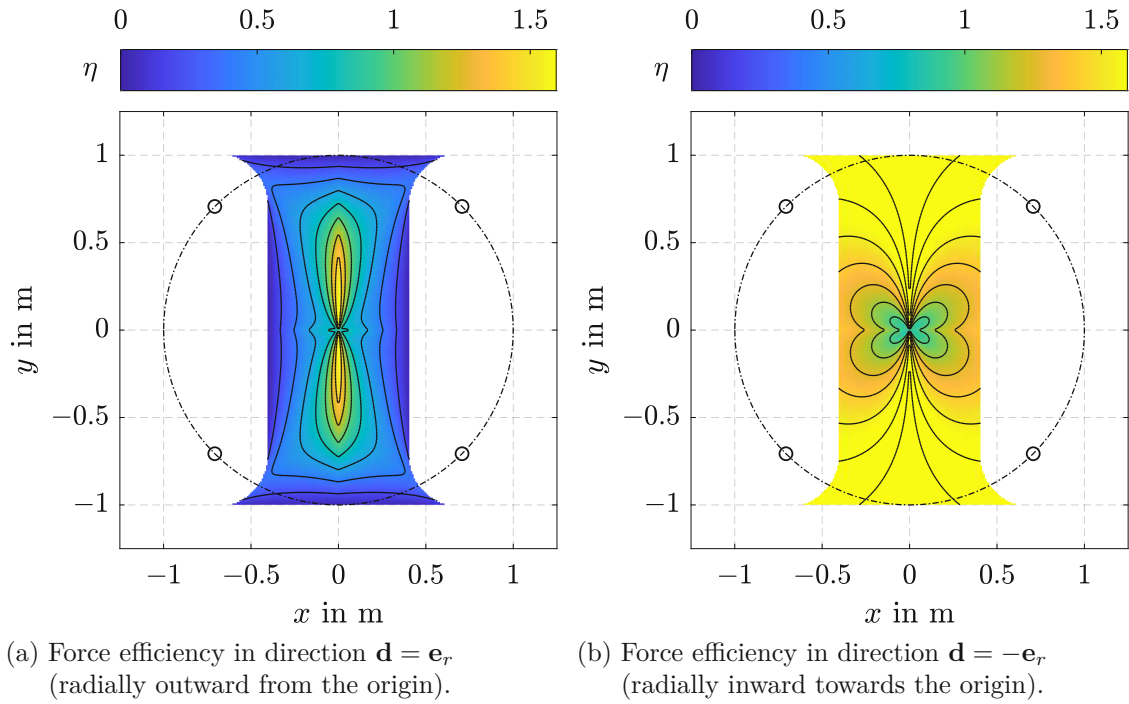 0 0.5 1 1.5
η
1
0.5
0
−0.5
−1
y in m
−1 −0.5 0 0.5 1
x in m
(a) Force efficiency in direction d = e_r
(radially outward from the origin).
0 0.5 1 1.5
η
1
0.5
0
−0.5
−1
y in m
−1 −0.5 0 0.5 1
x in m
(b) Force efficiency in direction d = −e_r
(radially inward towards the origin).